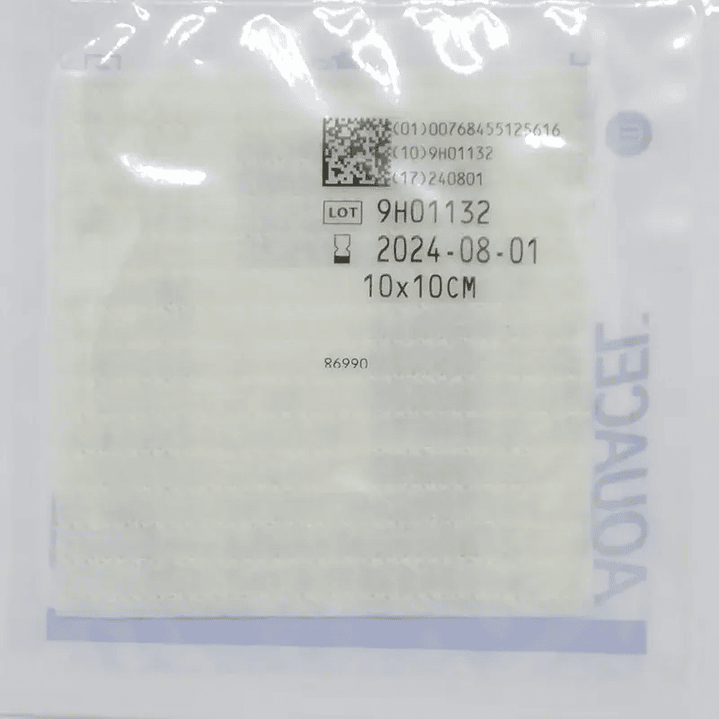 (01)00768455125616
(10)9H01132
(17)240801
LOT 9H01132
2024-08-01
10x10CM
86990
AQUACEL